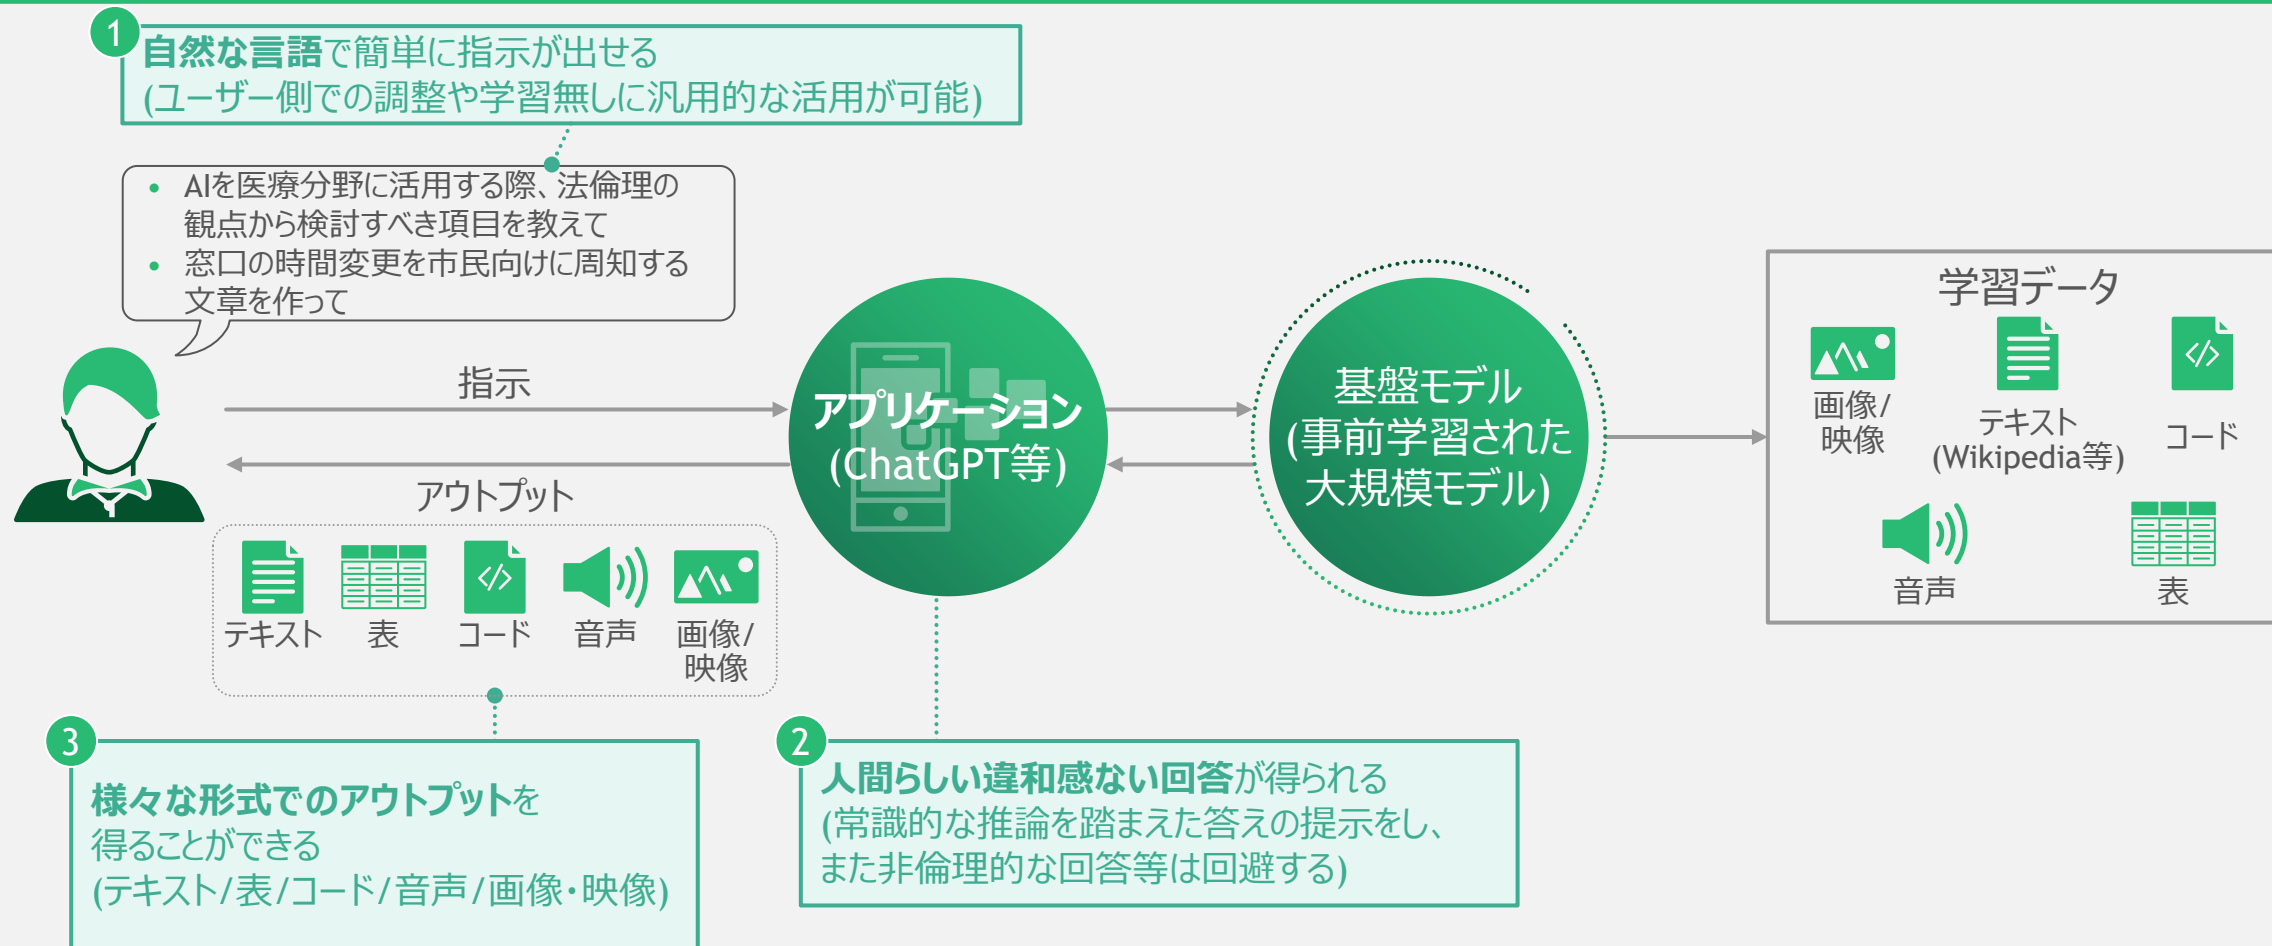 1
自然な言語で簡単に指示が出せる
(ユーザー側での調整や学習無しに汎用的な活用が可能)
• AIを医療分野に活用する際、法倫理の
観点から検討すべき項目を教えて
• 窓口の時間変更を市民向けに周知する
文章を作って
指示
アウトプット
テキスト
表
コード
音声
画像/
映像
アプリケーション
(ChatGPT等)
基盤モデル
(事前学習された
大規模モデル)
学習データ
画像/
映像
テキスト
(Wikipedia等)
</>
コード
音声
表
</>
3
様々な形式でのアウトプットを
得ることができる
(テキスト/表/コード/音声/画像・映像)
2
人間らしい違和感ない回答が得られる
(常識的な推論を踏まえた答えの提示をし、
また非倫理的な回答等は回避する)